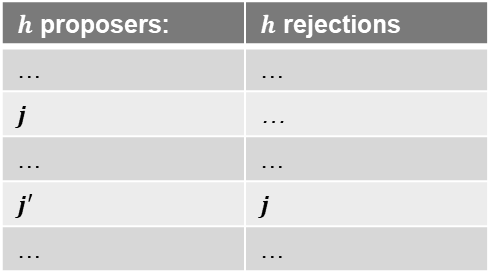 h proposers: h rejections
... ...
j ...
... ...
j′ j
... ...